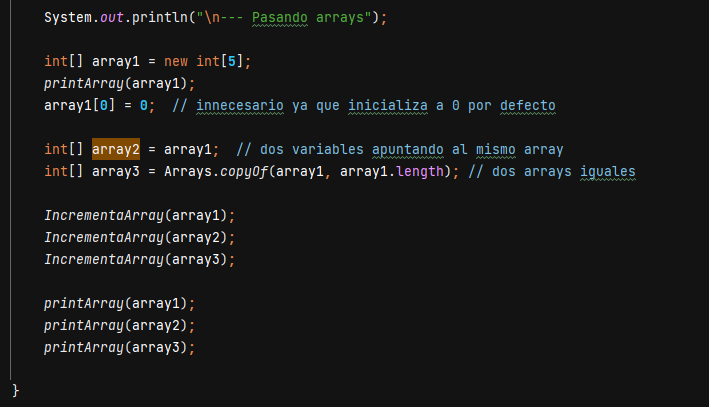 System.out.println("\n--- Pasando arrays");
int[] array1 = new int[5];
printArray(array1);
array1[0] = 0;  // innecesario ya que inicializa a 0 por defecto
int[] array2 = array1;  // dos variables apuntando al mismo array
int[] array3 = Arrays.copyOf(array1, array1.length); // dos arrays iguales
IncrementaArray(array1);
IncrementaArray(array2);
IncrementaArray(array3);
printArray(array1);
printArray(array2);
printArray(array3);
}